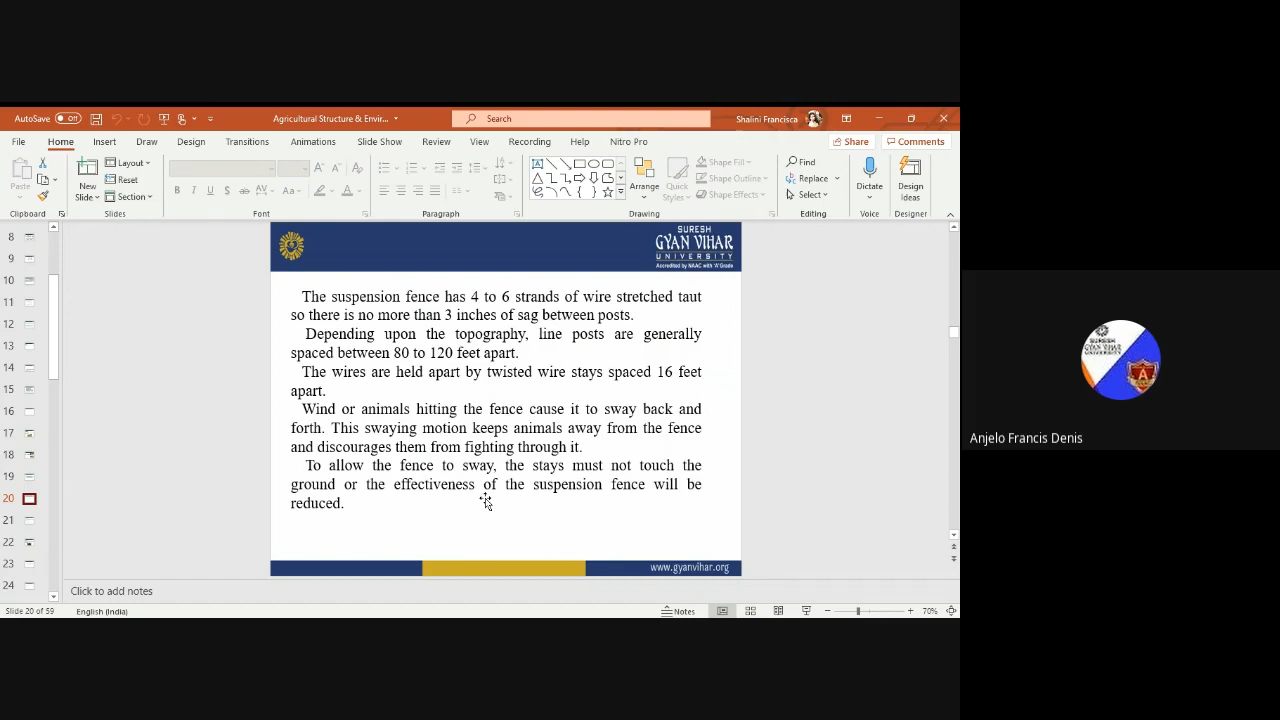 AutoSave Off Agricultural Structure & Envir... Search Shalini Francisca
File Home Insert Draw Design Transitions Animations Slide Show Review View Recording Help Nitro Pro Share Comments
Paste New Slide Layout Reset Section Arrange Quick Styles Shape Fill Shape Outline Shape Effects Find Replace Select Dictate Design Ideas
Clipboard Slides Font Paragraph Drawing Editing Voice Designer
8
9
10
11
12
13
14
15
16
17
18
19
20
21
22
23
24
SURESH
GYAN VIHAR
UNIVERSITY
Accredited by NAAC with 'A' Grade
The suspension fence has 4 to 6 strands of wire stretched taut
so there is no more than 3 inches of sag between posts.
Depending upon the topography, line posts are generally
spaced between 80 to 120 feet apart.
The wires are held apart by twisted wire stays spaced 16 feet
apart.
Wind or animals hitting the fence cause it to sway back and
forth. This swaying motion keeps animals away from the fence
and discourages them from fighting through it.
To allow the fence to sway, the stays must not touch the
ground or the effectiveness of the suspension fence will be
reduced.
www.gyanvihar.org
Click to add notes
Slide 20 of 59 English (India) Notes 70%
Anjelo Francis Denis